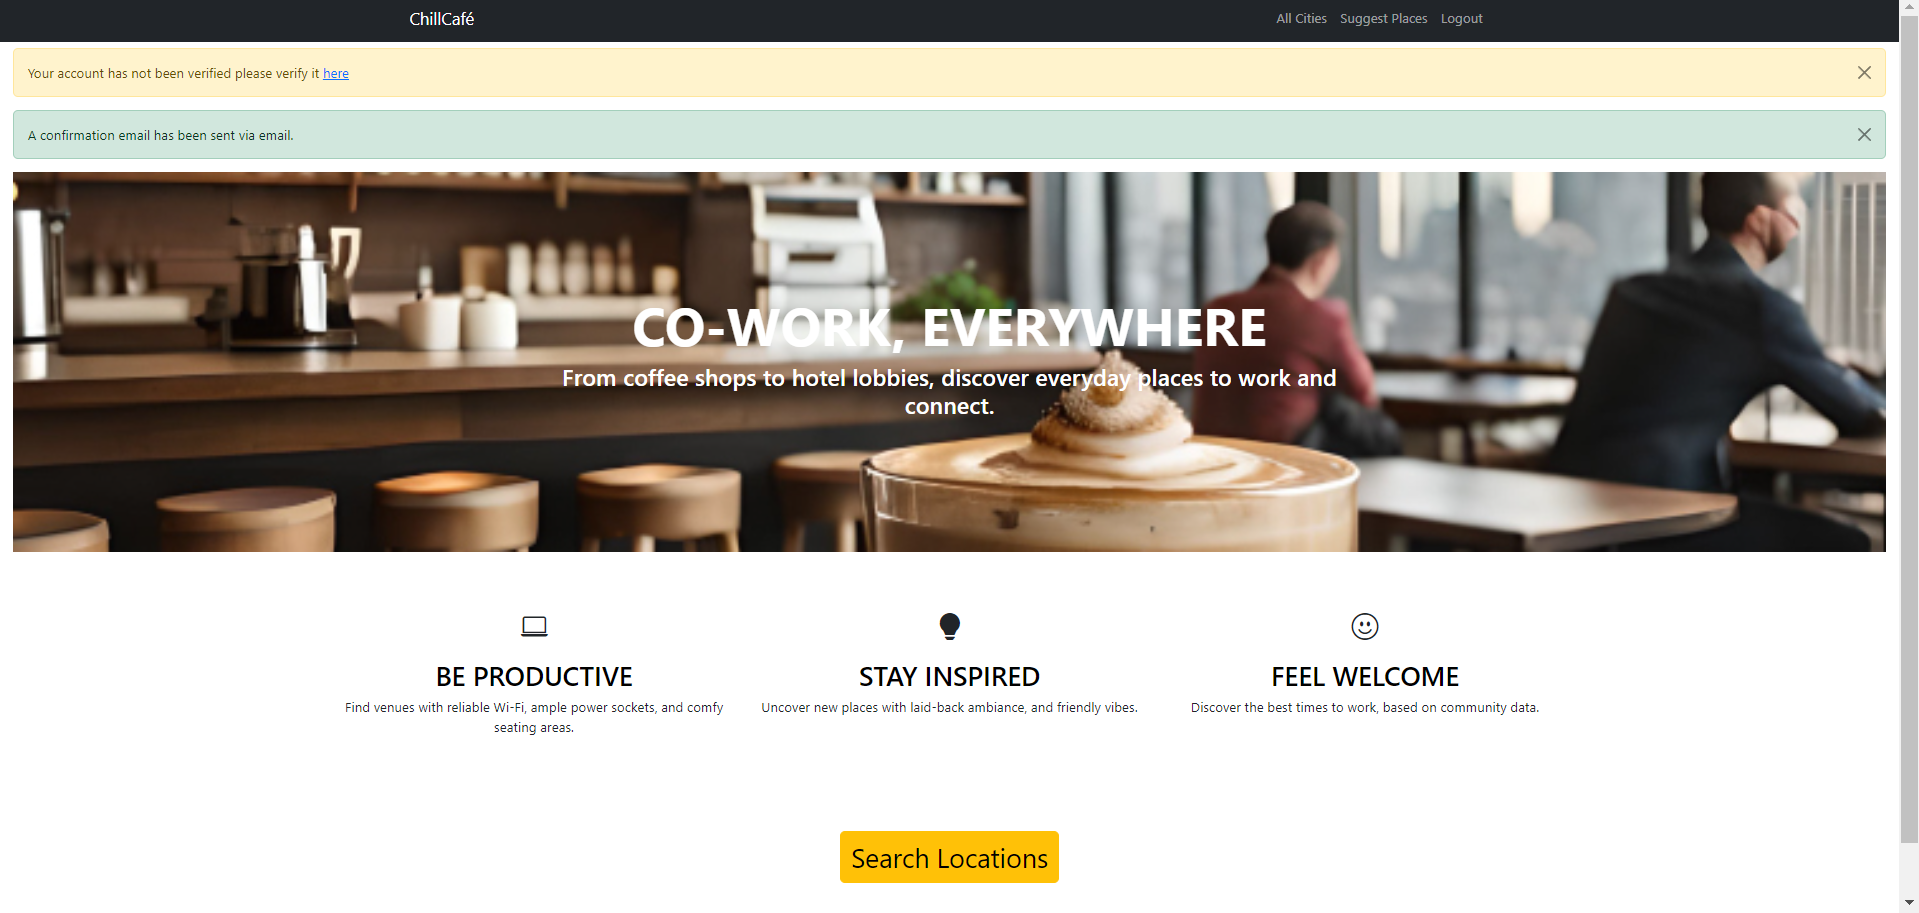 ChillCafé
All Cities
Suggest Places
Logout
Your account has not been verified please verify it here
A confirmation email has been sent via email.
CO-WORK, EVERYWHERE
From coffee shops to hotel lobbies, discover everyday places to work and
connect.
BE PRODUCTIVE
Find venues with reliable Wi-Fi, ample power sockets, and comfy
seating areas.
STAY INSPIRED
Uncover new places with laid-back ambiance, and friendly vibes.
FEEL WELCOME
Discover the best times to work, based on community data.
Search Locations